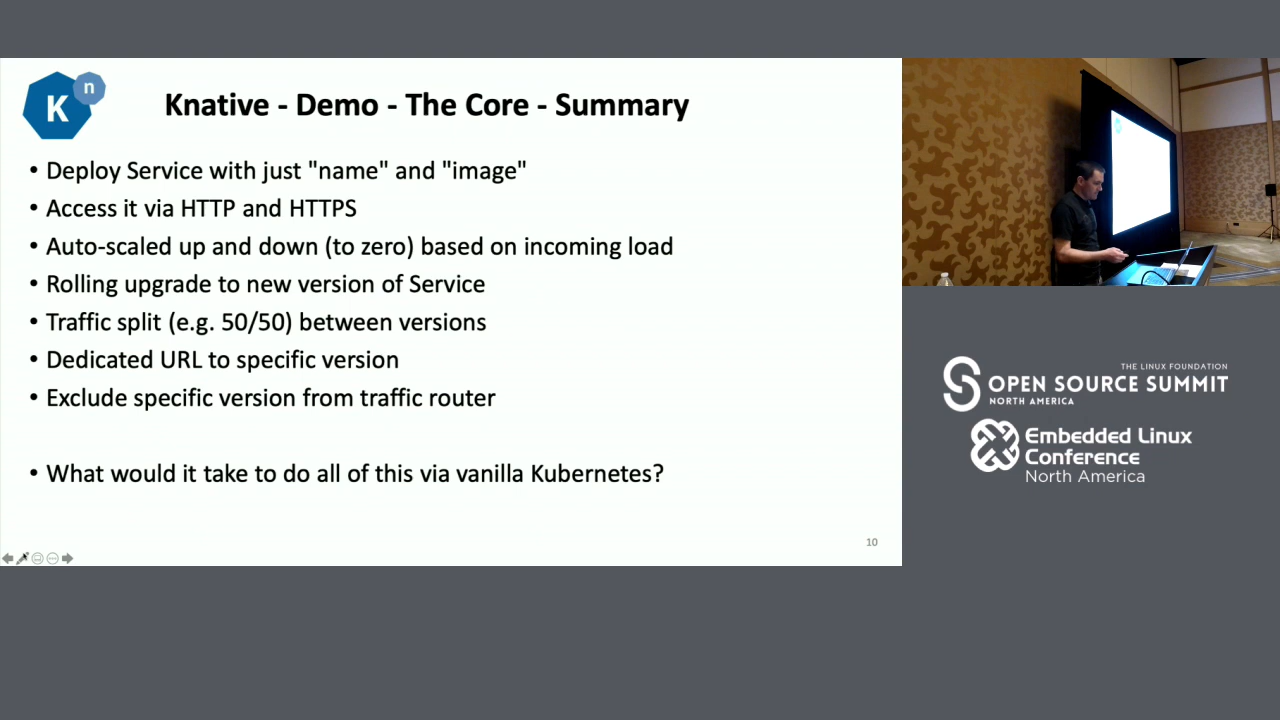 K n
Knative - Demo - The Core - Summary
• Deploy Service with just "name" and "image"
• Access it via HTTP and HTTPS
• Auto-scaled up and down (to zero) based on incoming load
• Rolling upgrade to new version of Service
• Traffic split (e.g. 50/50) between versions
• Dedicated URL to specific version
• Exclude specific version from traffic router
• What would it take to do all of this via vanilla Kubernetes?
10
THE LINUX FOUNDATION
OPEN SOURCE SUMMIT
NORTH AMERICA
Embedded Linux
Conference
North America